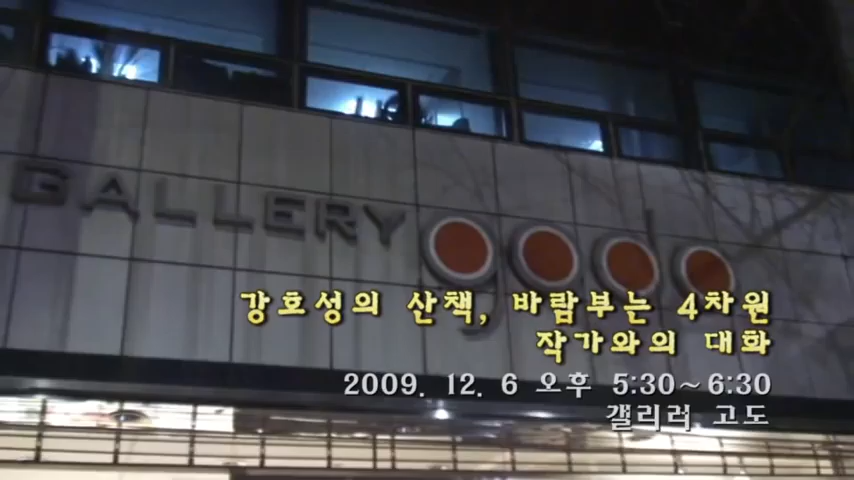 GALLERY godo
강호성의 산책, 바람부는 4차원
작가와의 대화
2009. 12. 6 오후 5:30~6:30
갤러리 고도